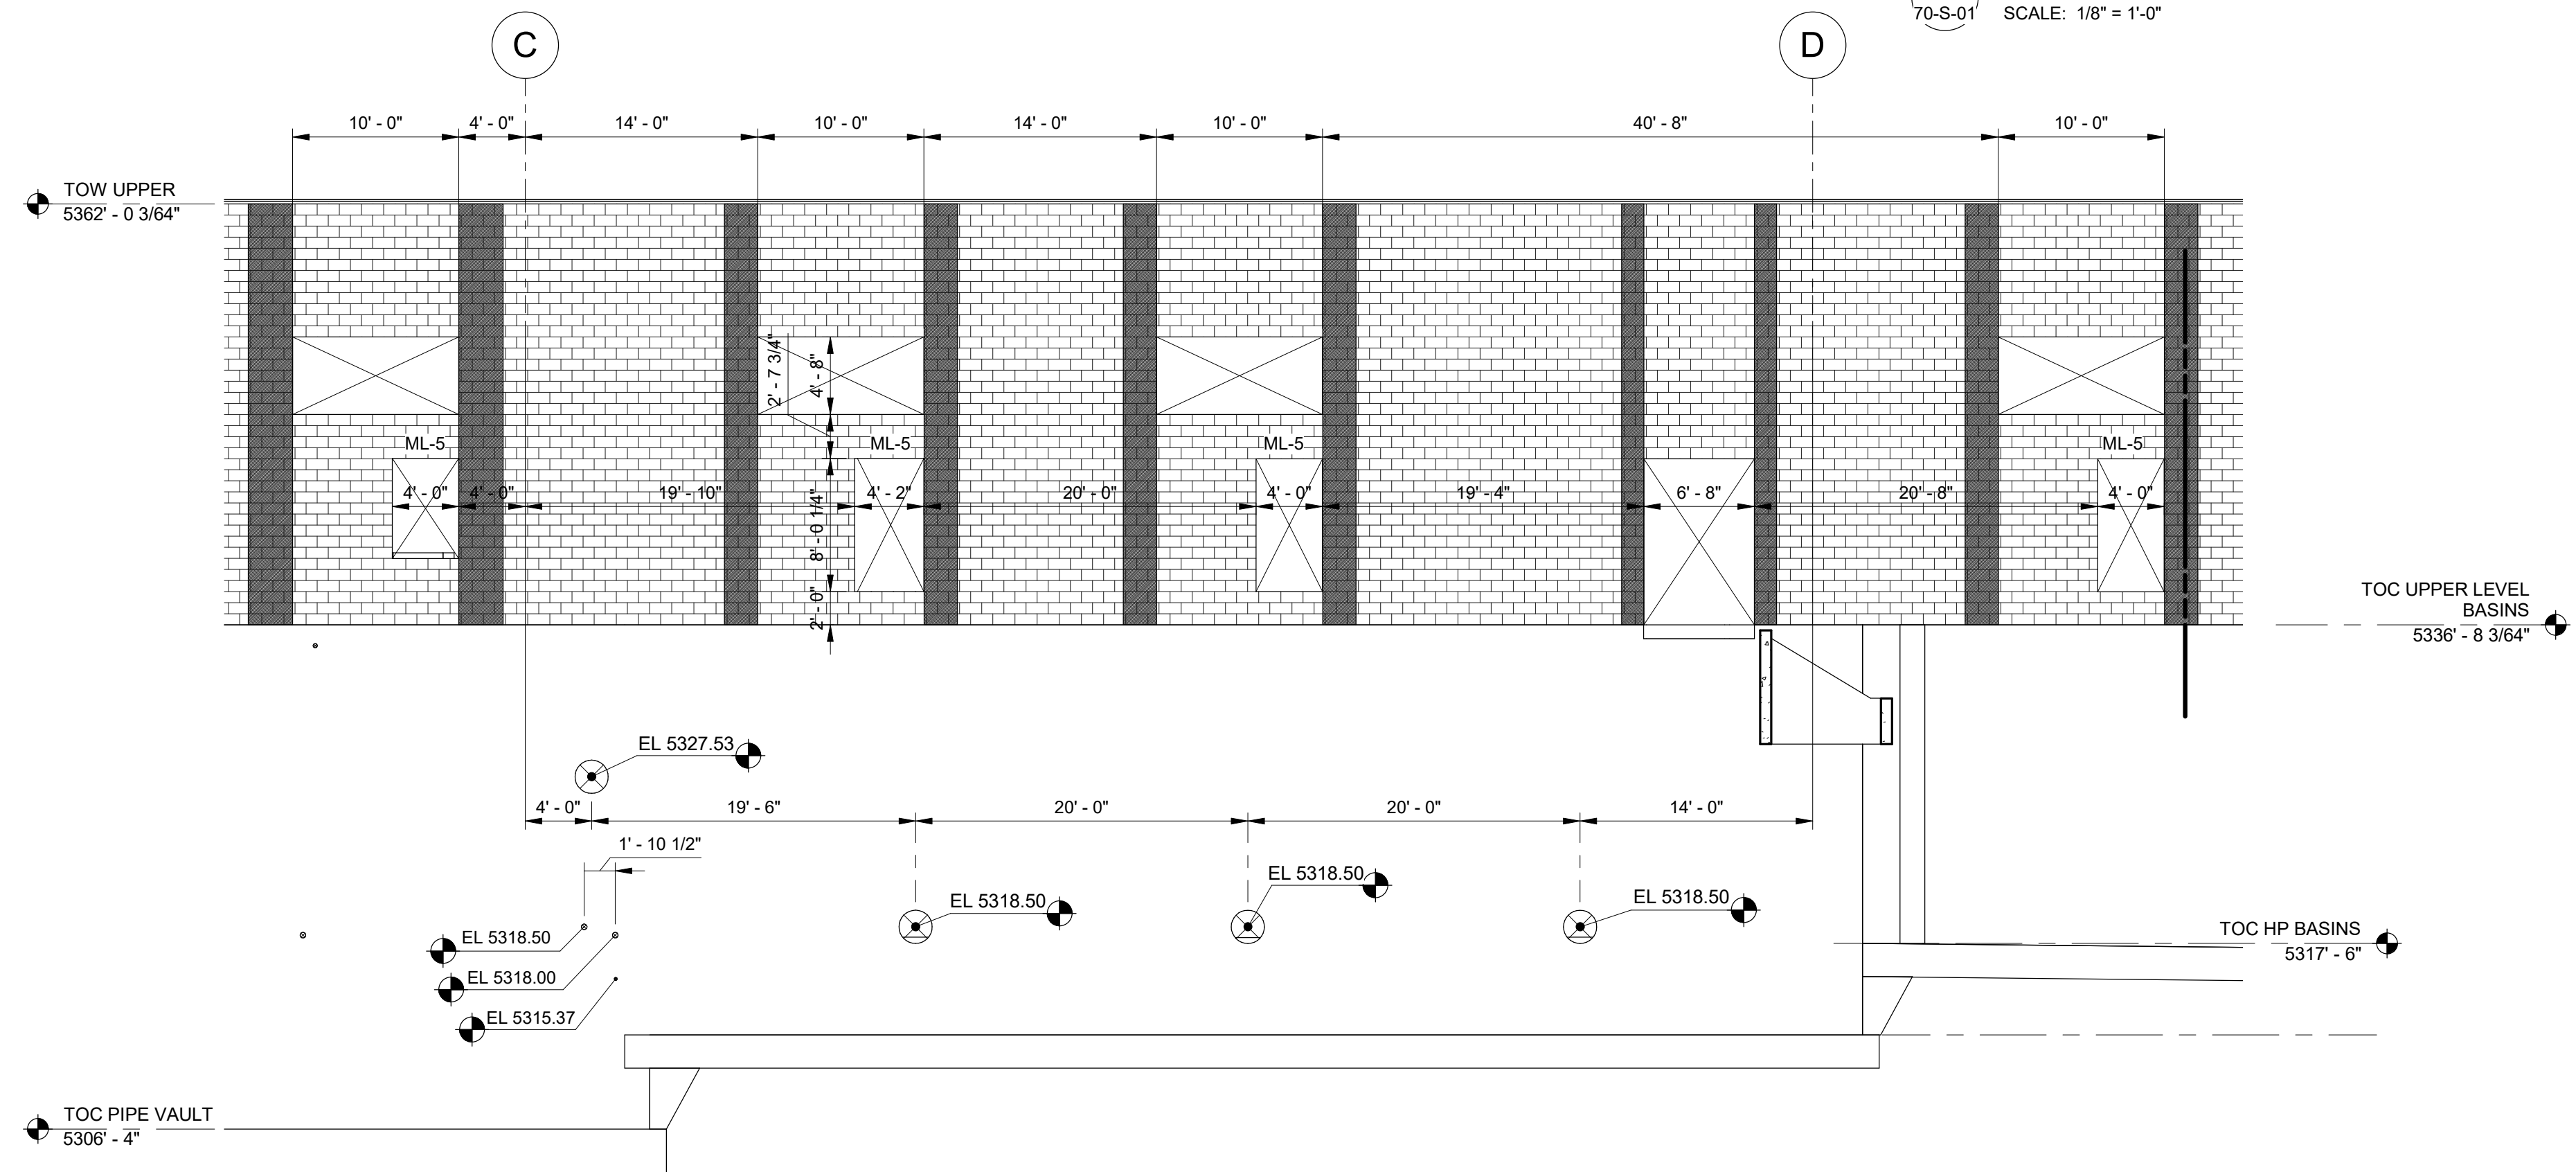 70-S-01 SCALE: 1/8" = 1'-0"
C
D
10' - 0" 4' - 0" 14' - 0" 10' - 0" 14' - 0" 10' - 0" 40' - 8" 10' - 0"
TOW UPPER
5362' - 0 3/64"
2' - 7 3/4"
4' - 8"
ML-5 ML-5 ML-5 ML-5
4' - 0" 4' - 0" 19' - 10" 4' - 2" 20' - 0" 4' - 0" 19' - 4" 6' - 8" 20' - 8" 4' - 0"
8' - 0 1/4"
2' - 0"
TOC UPPER LEVEL
BASINS
5336' - 8 3/64"
EL 5327.53
4' - 0" 19' - 6" 20' - 0" 20' - 0" 14' - 0"
1' - 10 1/2"
EL 5318.50
EL 5318.50
EL 5318.50
EL 5318.50
EL 5318.00
EL 5315.37
TOC HP BASINS
5317' - 6"
TOC PIPE VAULT
5306' - 4"